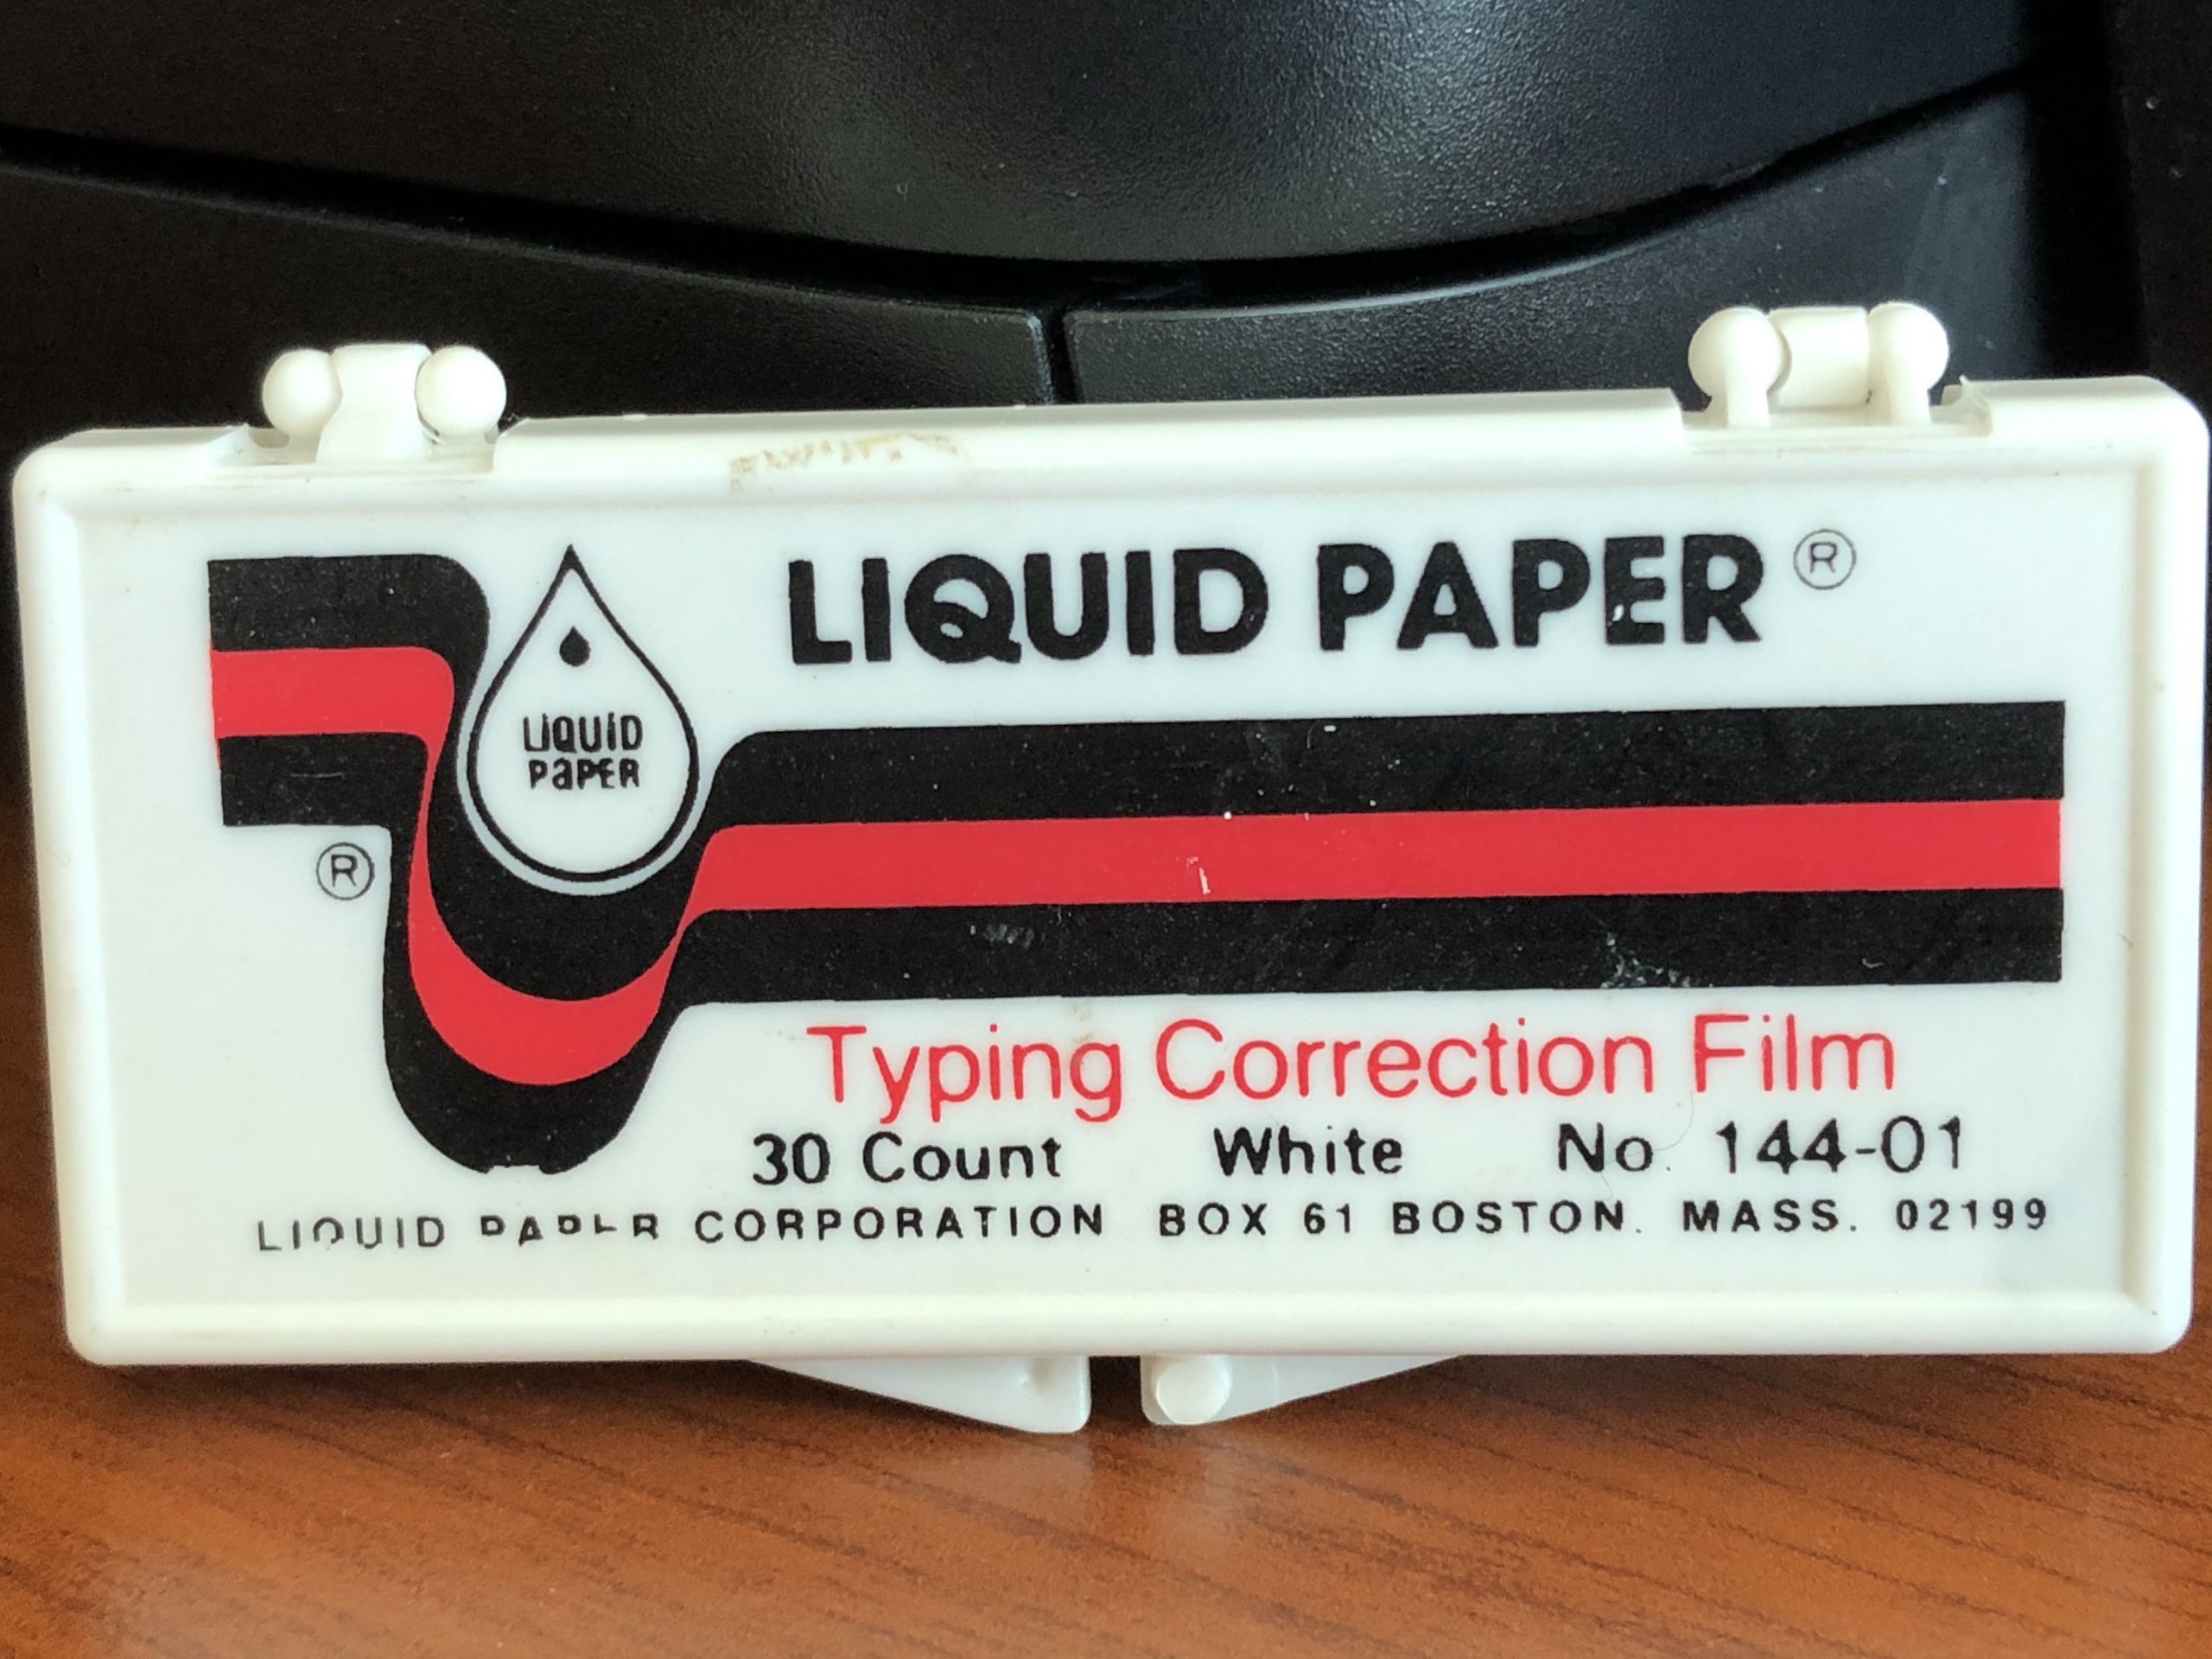 LIQUID PAPER ®
LIQUID
PAPER
®
Typing Correction Film
30 Count White No. 144-01
LIQUID PAPER CORPORATION BOX 61 BOSTON. MASS. 02199